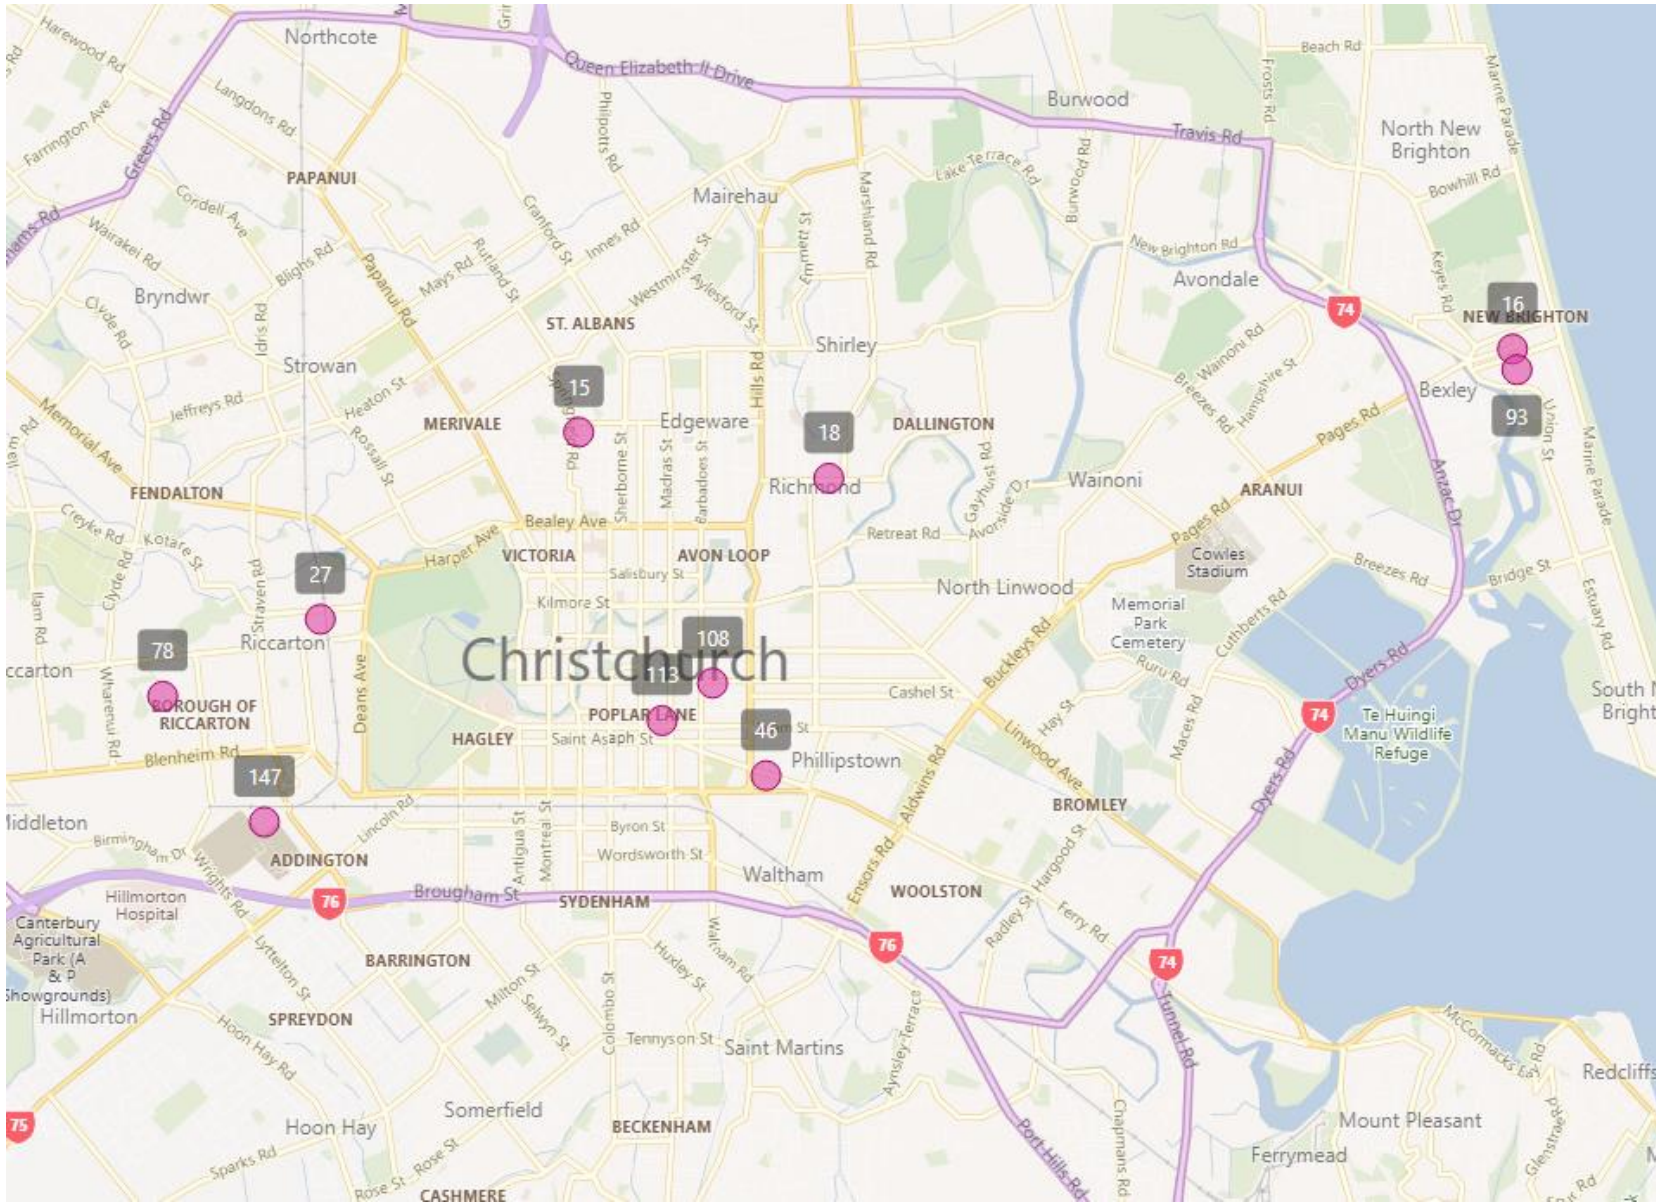 Northcote
Harewood Rd
Queen Elizabeth II Drive
Beach Rd
Langdons Rd
Farrington Ave
Greers Rd
Philpotts Rd
Burwood
Frosts Rd
Marine Parade
Travis Rd
North New
Brighton
PAPANUI
Mairehau
Lake Terrace Rd
Burwood Rd
Marshland Rd
Bowhill Rd
Condell Ave
Cranford St
Wairakei Rd
Innes Rd
Emmett St
Westminster St
New Brighton Rd
Blighs Rd
Papanui Rd
Mays Rd
Rutland St
Aylesford St
Keyes Rd
Avondale
Bryndwr
Clyde Rd
Idris Rd
ST. ALBANS
74
16
NEW BRIGHTON
Strowan
Shirley
Hills Rd
Wainoni Rd
Hampshire St
Breezes Rd
Bexley
15
Jeffreys Rd
Heaton St
Memorial Ave
MERIVALE
Edgeware
18
DALLINGTON
Pages Rd
93
Union St
Marine Parade
Rossall St
Sherborne St
Madras St
Barbadoes St
Richmond
Gayhurst Rd
Avonside Dr
Wainoni
ARANUI
Anzac Dr
FENDALTON
Creyke Rd
Kotare St
Harper Ave
Bealey Ave
Retreat Rd
Pages Rd
VICTORIA
AVON LOOP
Cowles
Stadium
Breezes Rd
Bridge St
27
Salisbury St
Kilmore St
North Linwood
Memorial
Park
Cemetery
Cuthberts Rd
Estuary Rd
Ilam Rd
Clyde Rd
Straven Rd
Riccarton
78
108
Christchurch
113
Buckleys Rd
Ruru Rd
Dyers Rd
ccarton
Wharenui Rd
BOROUGH OF
RICCARTON
Deans Ave
Cashel St
POPLAR LANE
HAGLEY
Saint Asaph St
46
Phillipstown
Hay St
Maces Rd
74
Te Huingi
Manu Wildlife
Refuge
Blenheim Rd
147
Linwood Ave
Aldwins Rd
Dyers Rd
BROMLEY
Middleton
Birmingham Dr
Lincoln Rd
Antigua St
Montreal St
Byron St
Wordsworth St
ADDINGTON
Waltham
Ensors Rd
WOOLSTON
Hargood St
Wrights Rd
Hillmorton
Hospital
76
Brougham St
SYDENHAM
Radley St
Ferry Rd
Canterbury
Agricultural
Park (A
& P
Showgrounds)
Hillmorton
Lyttelton St
BARRINGTON
Waltham Rd
Huxley St
76
74
Milton St
Selwyn St
Colombo St
Aynsley Terrace
Tunnel Rd
SPREYDON
Hoon Hay Rd
Tennyson St
Saint Martins
McCormacks Bay Rd
Redcliffs
75
Hoon Hay
Somerfield
BECKENHAM
Port Hills Rd
Chapmans Rd
Mount Pleasant
Ferrymead
Sparks Rd
Rose St
Rose St
CASHMERE